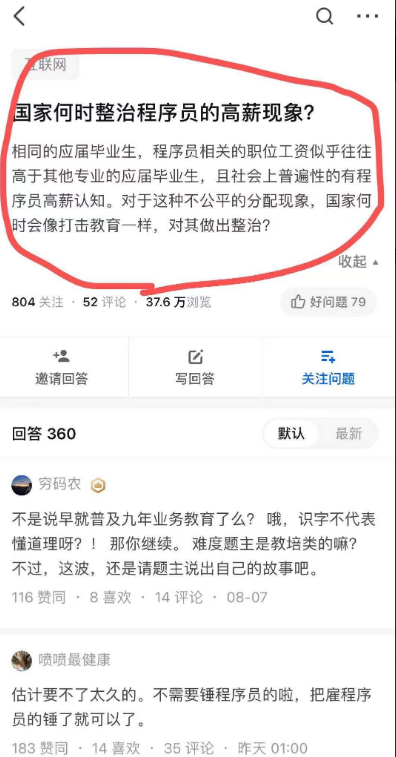 互联网
国家何时整治程序员的高薪现象?
相同的应届毕业生，程序员相关的职位工资似乎往往
高于其他专业的应届毕业生，且社会上普遍性的有程
序员高薪认知。对于这种不公平的分配现象，国家何
时会像打击教育一样，对其做出整治?
收起
804 关注 · 52 评论 · 37.6 万浏览
好问题 79
邀请回答
写回答
关注问题
回答 360
默认
最新
穷码农
不是说早就普及九年业务教育了么？ 哦，识字不代表
懂道理呀？！ 那你继续。 难度题主是教培类的嘛?
不过，这波，还是请题主说出自己的故事吧。
116 赞同 · 8 喜欢 · 14 评论 · 08-07
喷喷最健康
估计要不了太久的。不需要锤程序员的啦，把雇程序
员的锤了就可以了。
183 赞同 · 14 喜欢 · 35 评论 · 昨天 01:00